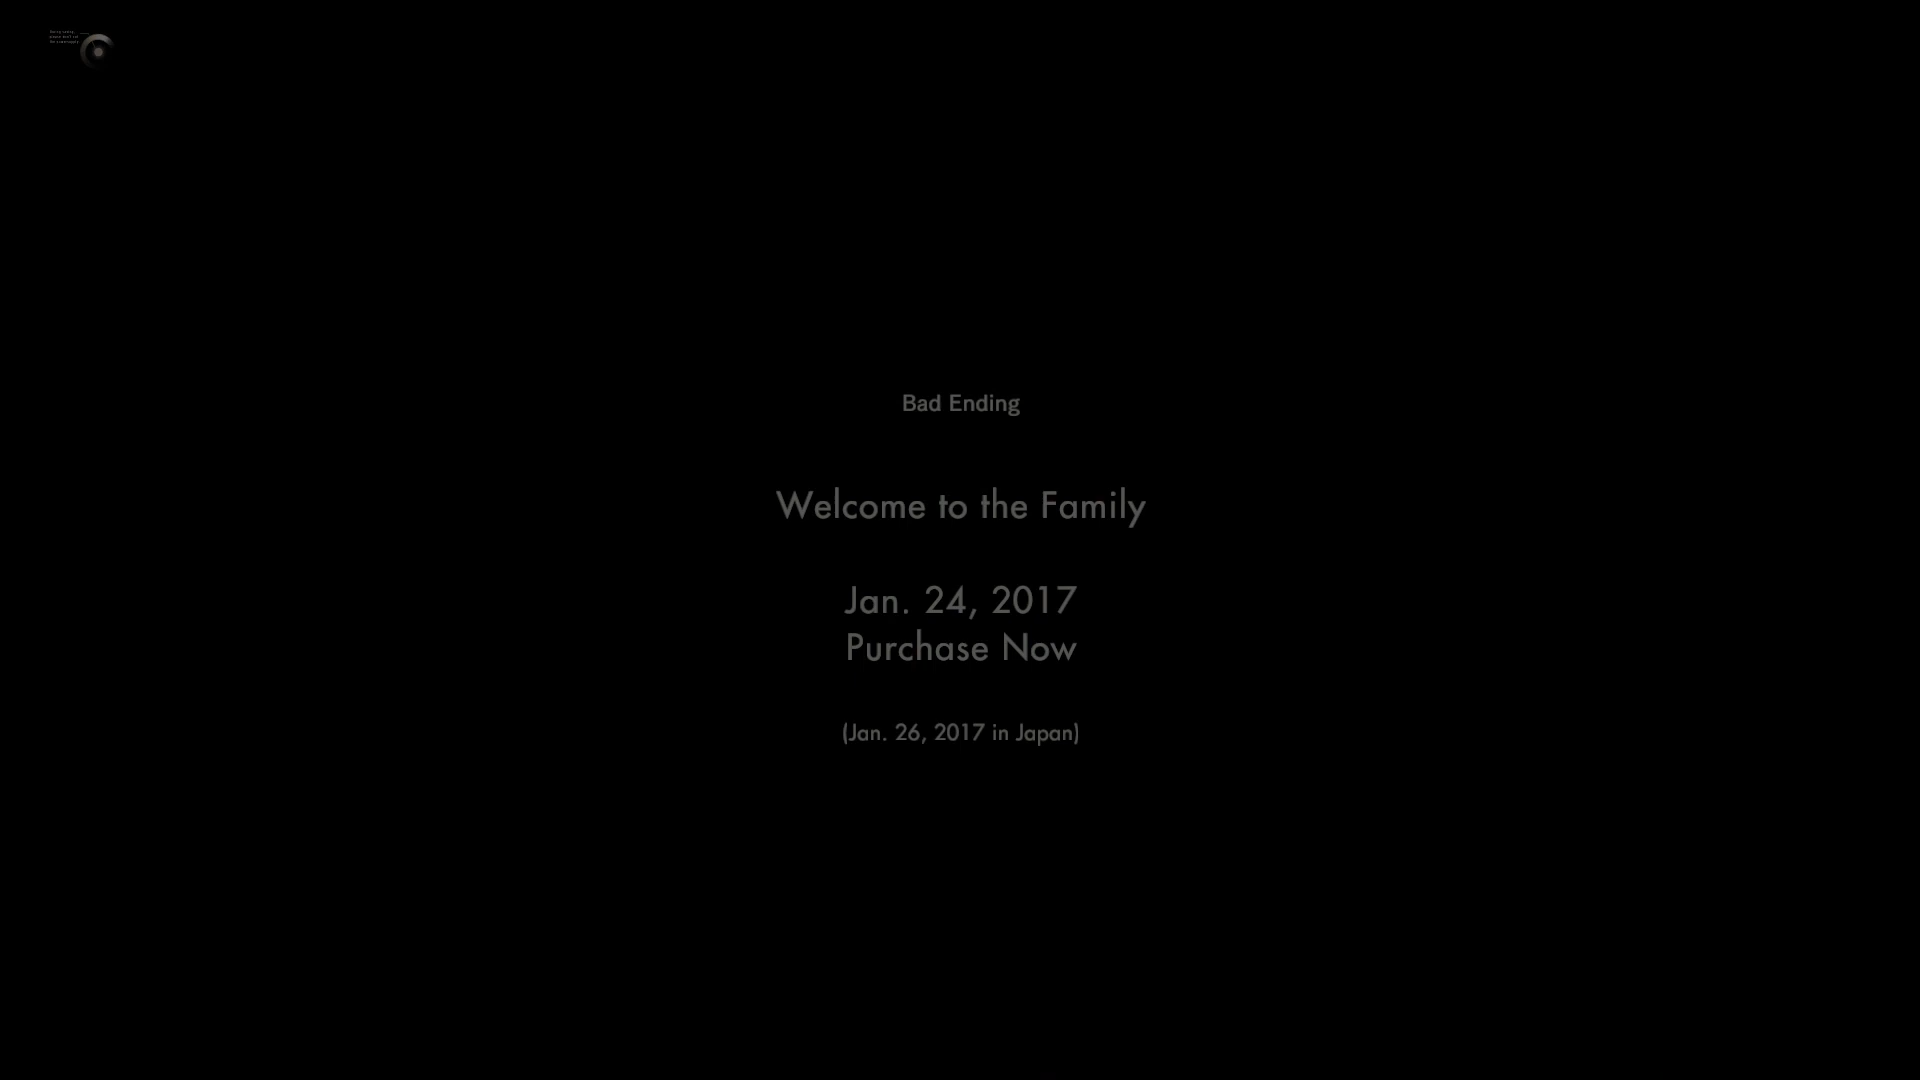 Bad Ending
Welcome to the Family
Jan. 24, 2017
Purchase Now
(Jan. 26, 2017 in Japan)